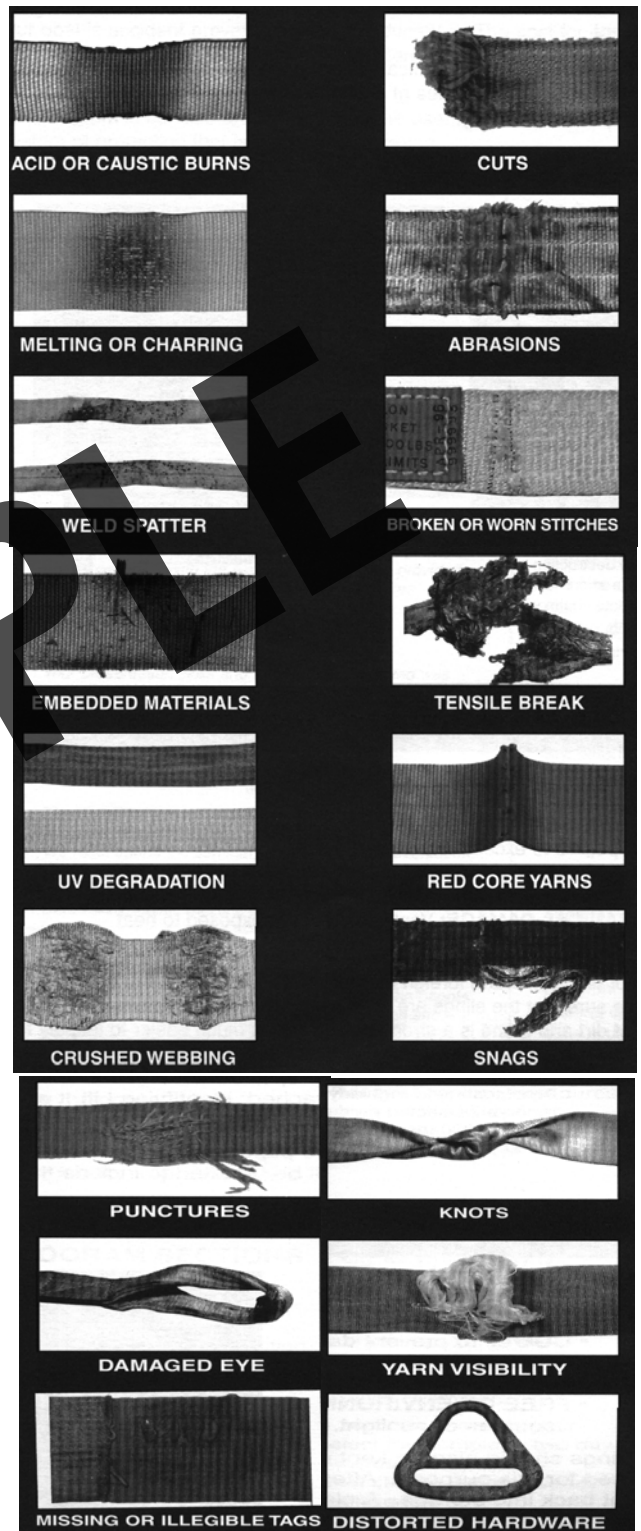 ACID OR CAUSTIC BURNS
CUTS
MELTING OR CHARRING
ABRASIONS
WELD SPATTER
BROKEN OR WORN STITCHES
EMBEDDED MATERIALS
TENSILE BREAK
UV DEGRADATION
RED CORE YARNS
CRUSHED WEBBING
SNAGS
PUNCTURES
KNOTS
DAMAGED EYE
YARN VISIBILITY
MISSING OR ILLEGIBLE TAGS
DISTORTED HARDWARE
PLE